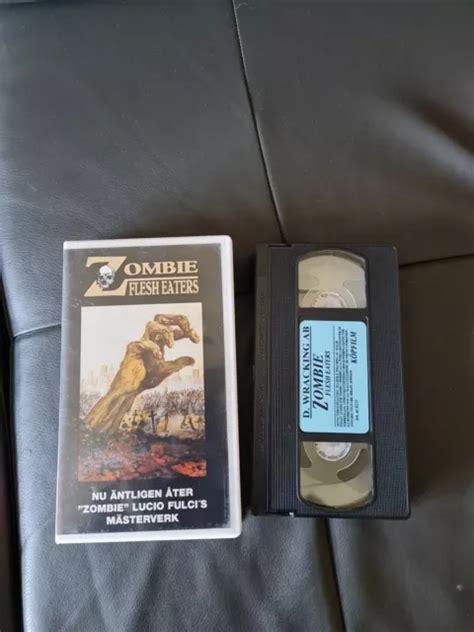 ZOMBIE
FLESH EATERS
NU ÄNTLIGEN ÅTER
"ZOMBIE" LUCIO FULCI'S
MÄSTERVERK
D. WRACKING AB
ZOMBIE
FLESH EATERS
KÖPFILM